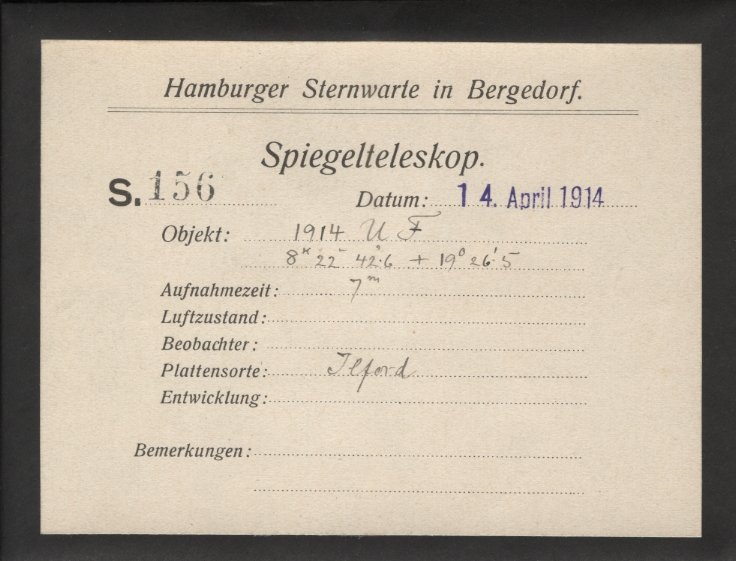 Hamburger Sternwarte in Bergedorf.
Spiegelteleskop.
S. 156 Datum: 14. April 1914
Objekt: 1914 U F
8ʰ 22ᵐ 42ˢ.6 + 19° 26'.5
Aufnahmezeit: 7ᵐ
Luftzustand:
Beobachter:
Plattensorte: Ilford
Entwicklung:
Bemerkungen: